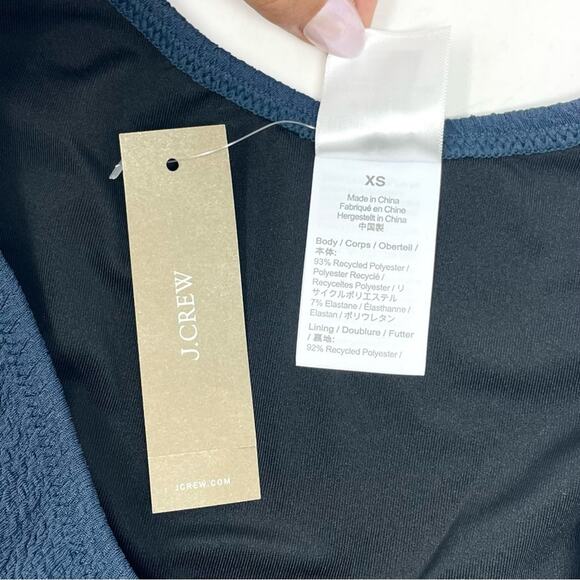 J.CREW
JCREW.COM
XS
Made in China
Fabriqué en Chine
Hergestelt in China
中国製
Body / Corps / Oberteil /
本体:
93% Recycled Polyester /
Polyester Recyclé /
Recyceltes Polyester / リ
サイクルポリエステル
7% Elastane / Élasthanne /
Elastan / ポリウレタン
Lining / Doublure / Futter
/ 裏地:
92% Recycled Polyester /